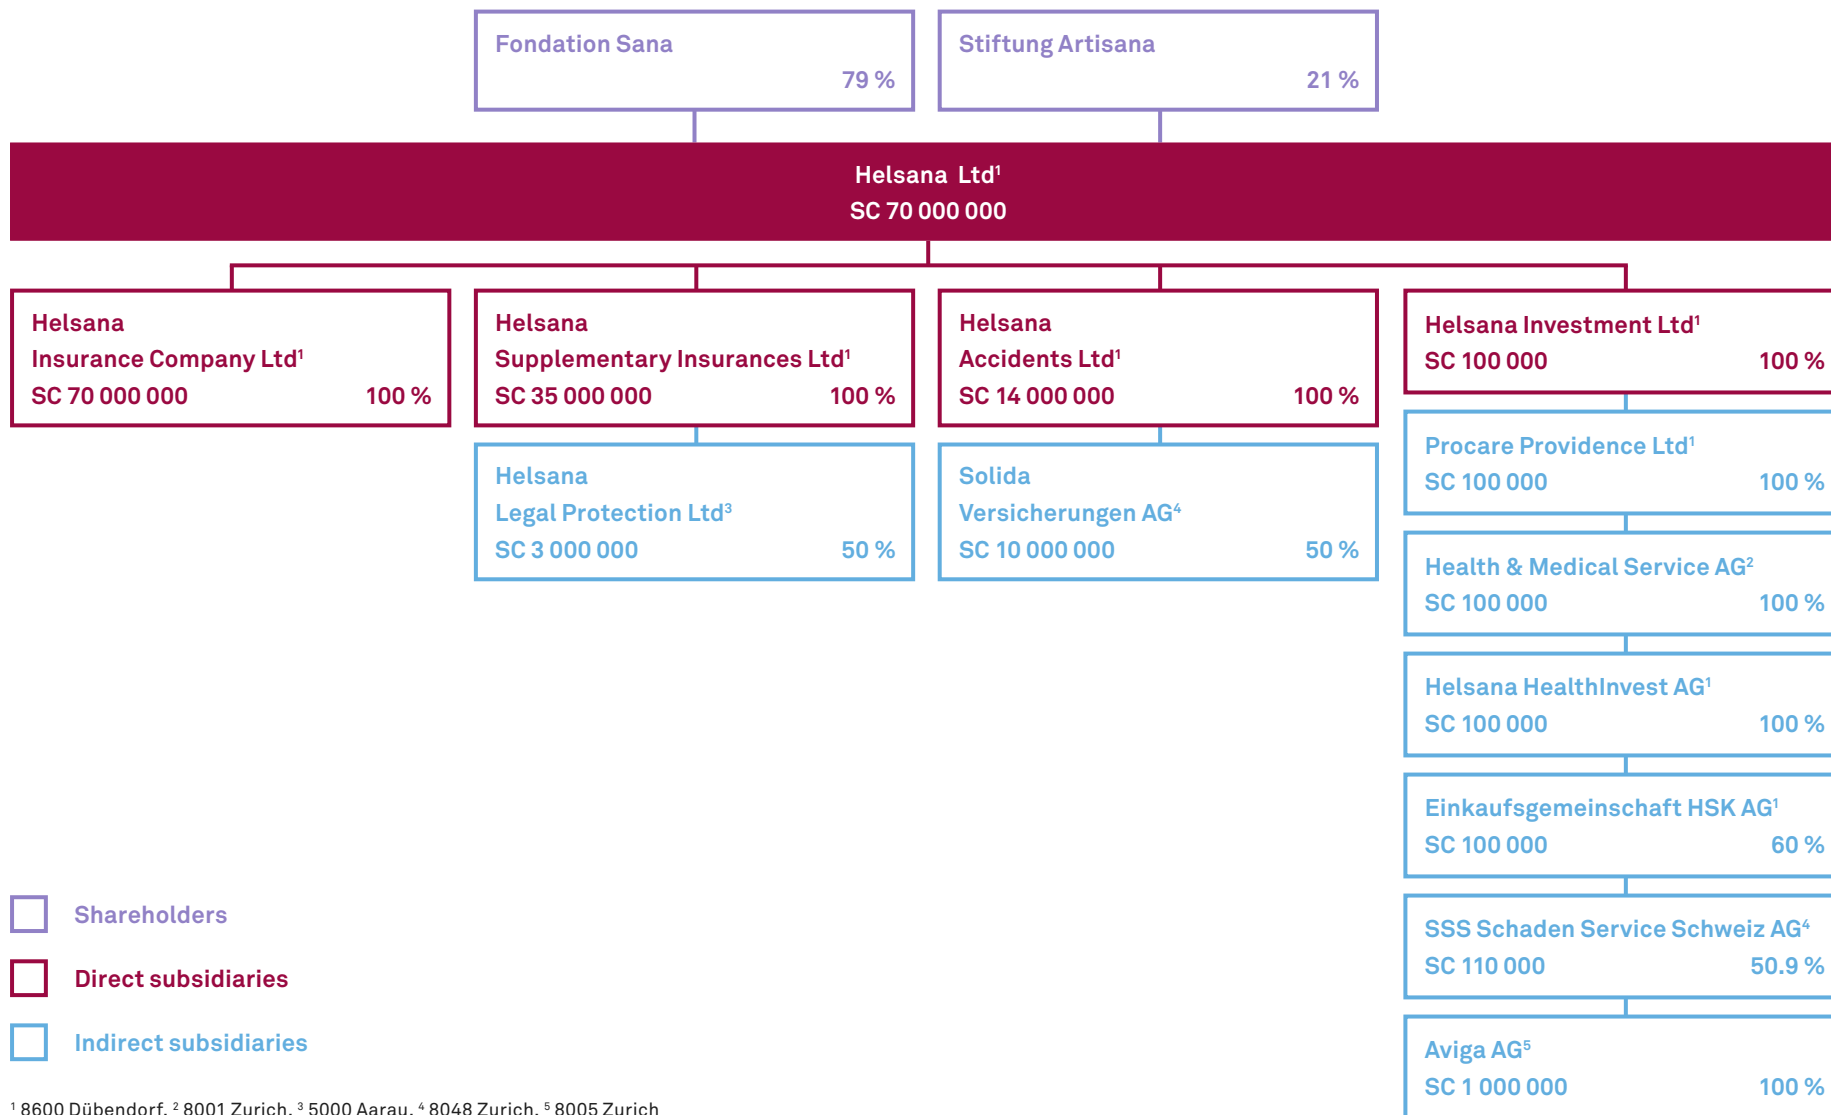 Fondation Sana
79 %
Stiftung Artisana
21 %
Helsana Ltd¹
SC 70 000 000
Helsana
Insurance Company Ltd¹
SC 70 000 000 100 %
Helsana
Supplementary Insurances Ltd¹
SC 35 000 000 100 %
Helsana
Accidents Ltd¹
SC 14 000 000 100 %
Helsana Investment Ltd¹
SC 100 000 100 %
Helsana
Legal Protection Ltd³
SC 3 000 000 50 %
Solida
Versicherungen AG⁴
SC 10 000 000 50 %
Procare Providence Ltd¹
SC 100 000 100 %
Health & Medical Service AG²
SC 100 000 100 %
Helsana HealthInvest AG¹
SC 100 000 100 %
Einkaufsgemeinschaft HSK AG¹
SC 100 000 60 %
SSS Schaden Service Schweiz AG⁴
SC 110 000 50.9 %
Aviga AG⁵
SC 1 000 000 100 %
Shareholders
Direct subsidiaries
Indirect subsidiaries
¹ 8600 Dübendorf, ² 8001 Zurich, ³ 5000 Aarau, ⁴ 8048 Zurich, ⁵ 8005 Zurich